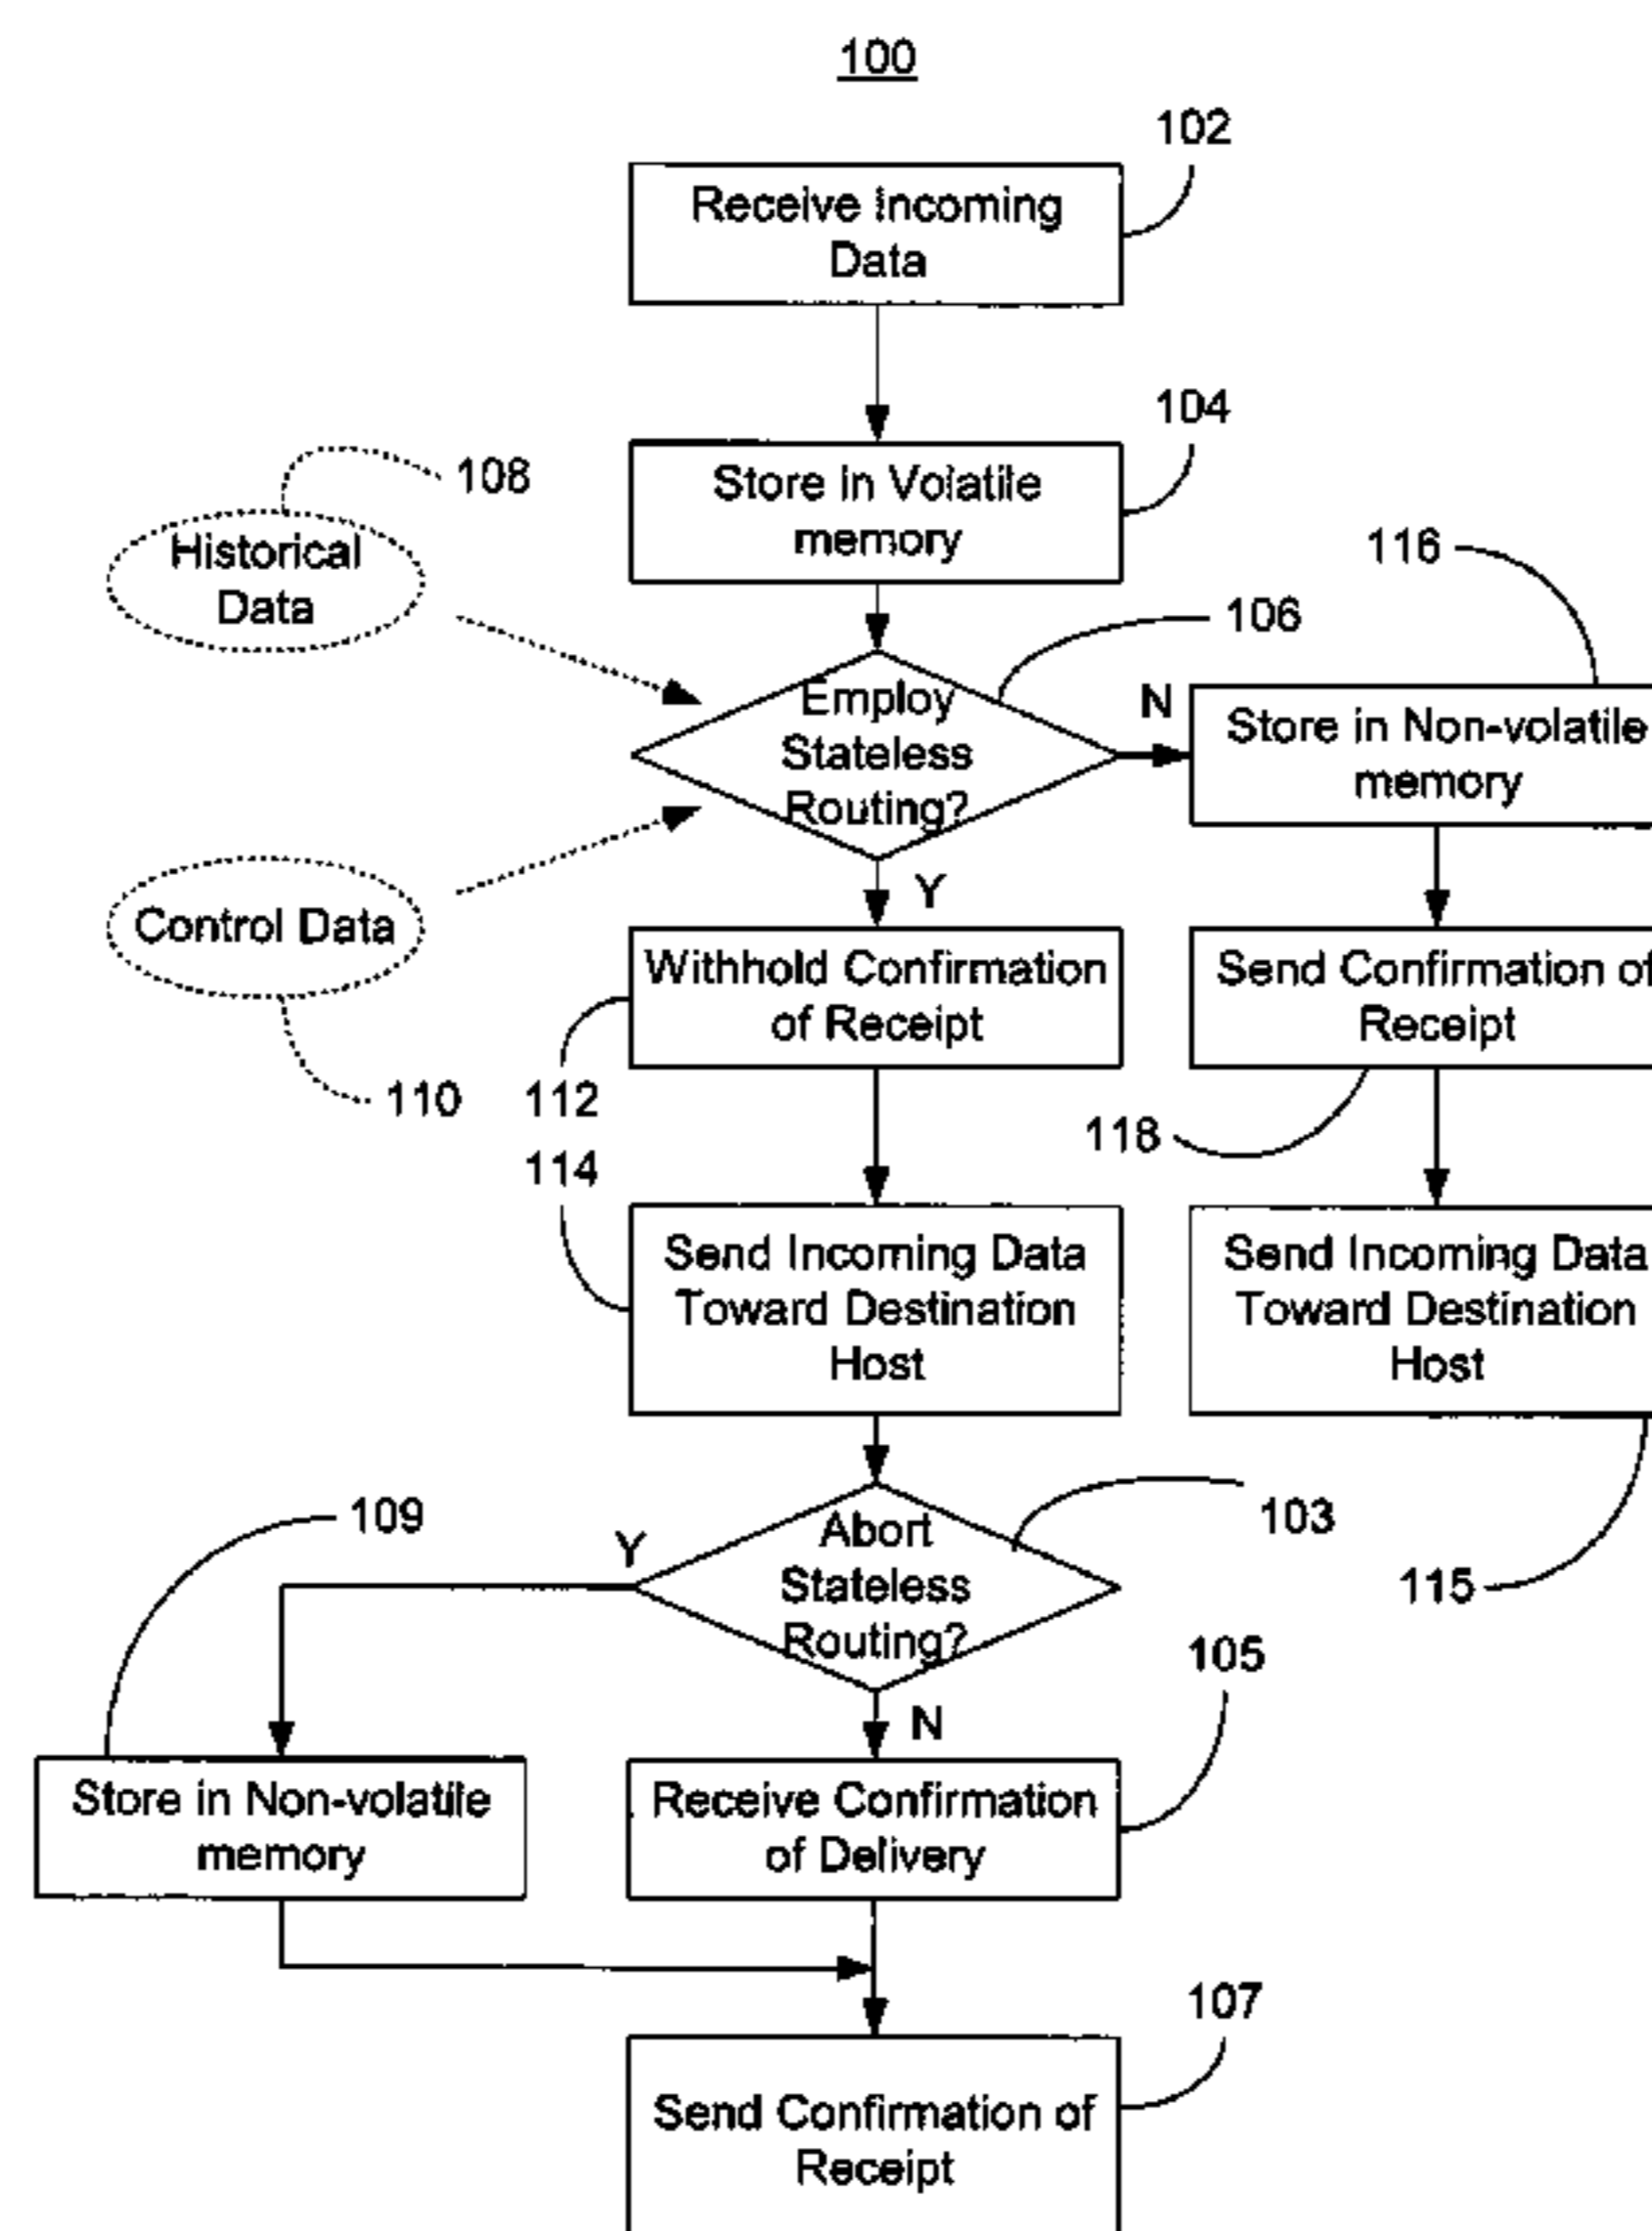 100
102
Receive Incoming
Data
104
Store in Volatile
memory
108
Historical
Data
116
106
Employ
Stateless
Routing?
N
Store in Non-volatile
memory
Y
Control Data
110
Withhold Confirmation
of Receipt
112
Send Confirmation of
Receipt
118
114
Send Incoming Data
Toward Destination
Host
Send Incoming Data
Toward Destination
Host
115
103
Abort
Stateless
Routing?
109
Y
N
105
Store in Non-volatile
memory
Receive Confirmation
of Delivery
107
Send Confirmation of
Receipt